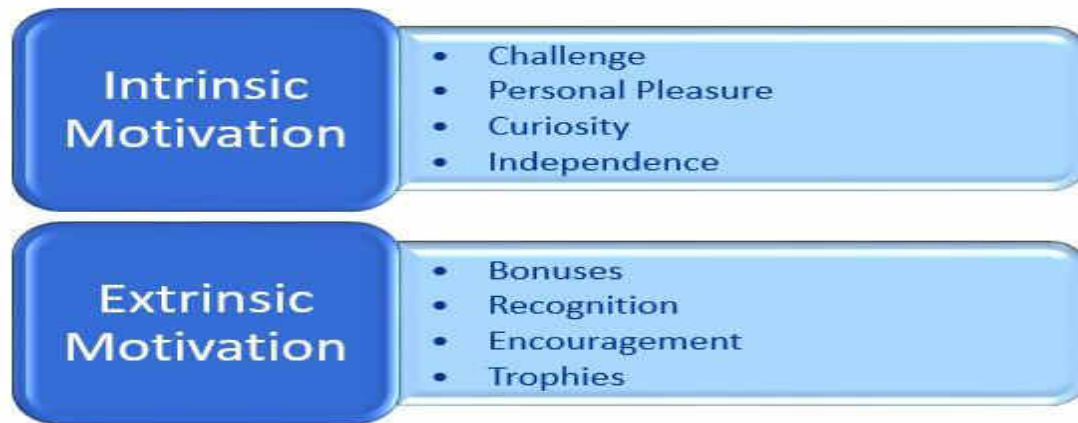 Intrinsic
Motivation
• Challenge
• Personal Pleasure
• Curiosity
• Independence
Extrinsic
Motivation
• Bonuses
• Recognition
• Encouragement
• Trophies